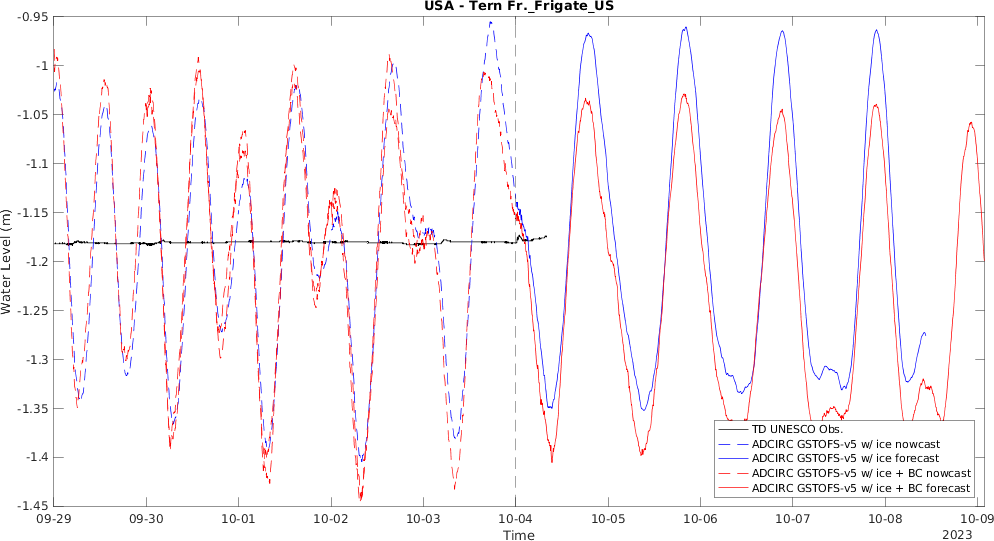 USA - Tern Fr._Frigate_US
-0.95
-1
-1.05
-1.1
-1.15
-1.2
-1.25
-1.3
-1.35
-1.4
-1.45
Water Level (m)
TD UNESCO Obs.
ADCIRC GSTOFS-v5 w/ ice nowcast
ADCIRC GSTOFS-v5 w/ ice forecast
ADCIRC GSTOFS-v5 w/ ice + BC nowcast
ADCIRC GSTOFS-v5 w/ ice + BC forecast
09-29 09-30 10-01 10-02 10-03 10-04 10-05 10-06 10-07 10-08 10-09
Time
2023